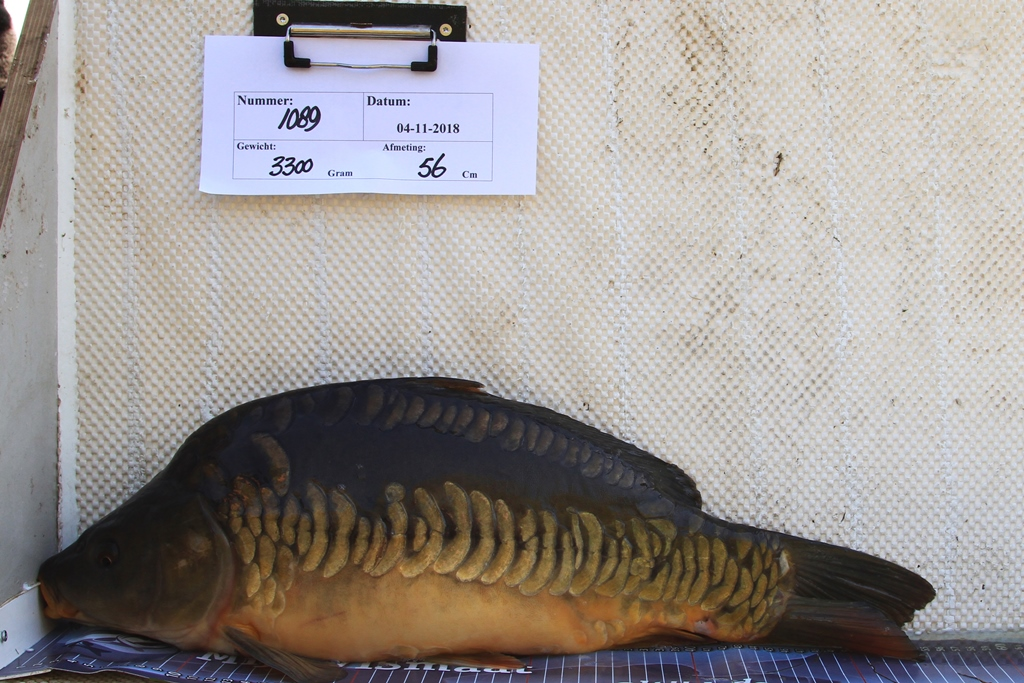 Nummer: 1089
Datum: 04-11-2018
Gewicht: 3300 Gram
Afmeting: 56 Cm